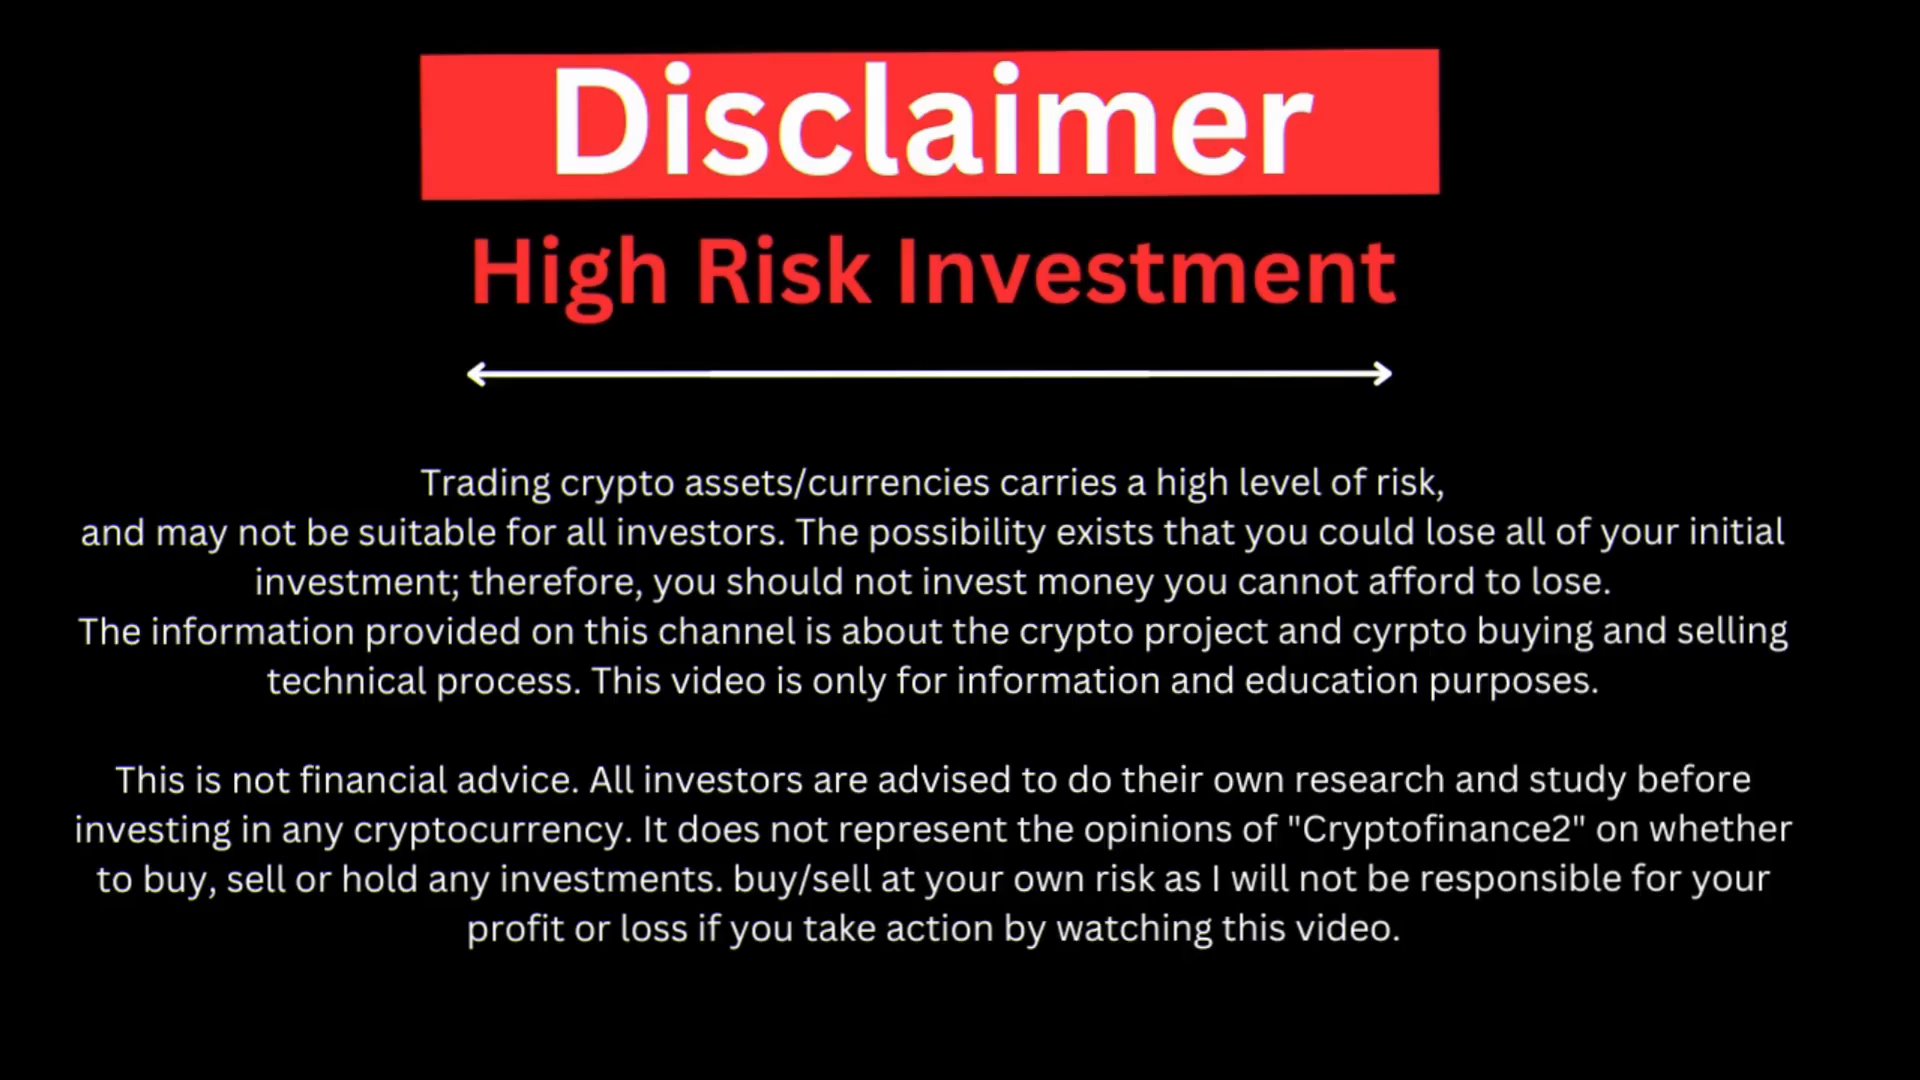 Disclaimer
High Risk Investment
Trading crypto assets/currencies carries a high level of risk,
and may not be suitable for all investors. The possibility exists that you could lose all of your initial
investment; therefore, you should not invest money you cannot afford to lose.
The information provided on this channel is about the crypto project and cyrpto buying and selling
technical process. This video is only for information and education purposes.
This is not financial advice. All investors are advised to do their own research and study before
investing in any cryptocurrency. It does not represent the opinions of "Cryptofinance2" on whether
to buy, sell or hold any investments. buy/sell at your own risk as I will not be responsible for your
profit or loss if you take action by watching this video.